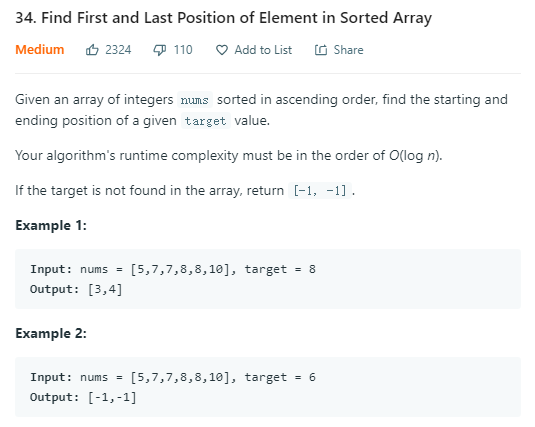 34. Find First and Last Position of Element in Sorted Array
Medium 2324 110 Add to List Share
Given an array of integers nums sorted in ascending order, find the starting and
ending position of a given target value.
Your algorithm's runtime complexity must be in the order of O(log n).
If the target is not found in the array, return [-1, -1].
Example 1:
Input: nums = [5,7,7,8,8,10], target = 8
Output: [3,4]
Example 2:
Input: nums = [5,7,7,8,8,10], target = 6
Output: [-1,-1]